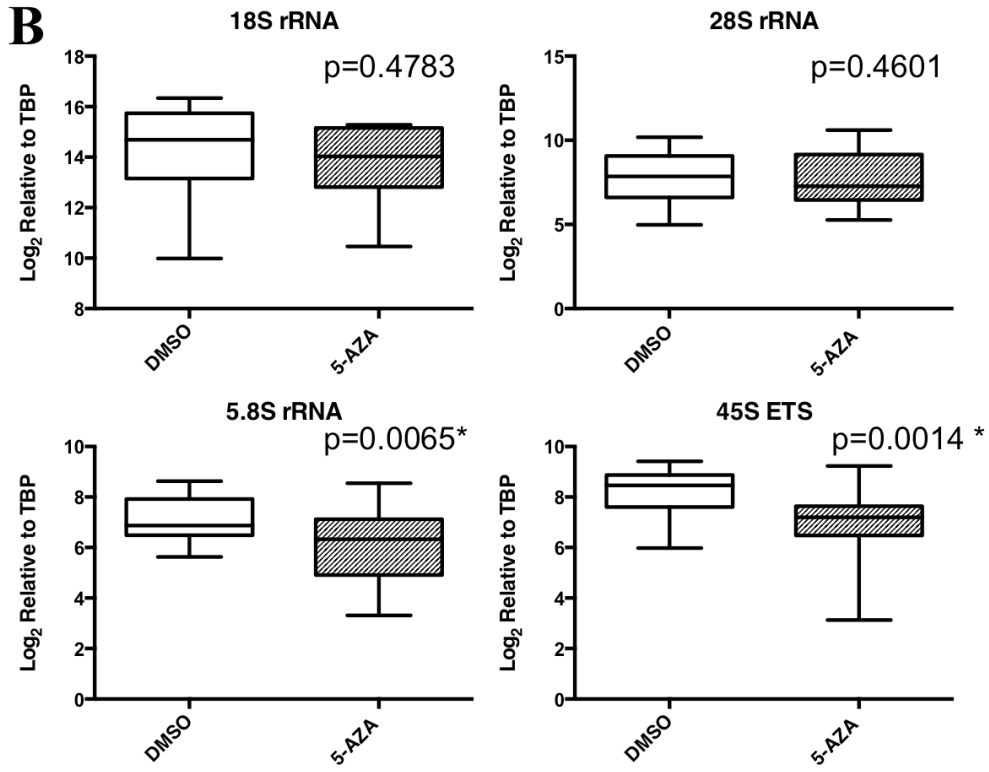 B
18S rRNA
p=0.4783
Log2 Relative to TBP
18
16
14
12
10
8
DMSO
5-AZA
28S rRNA
p=0.4601
Log2 Relative to TBP
15
10
5
0
DMSO
5-AZA
5.8S rRNA
p=0.0065*
Log2 Relative to TBP
10
8
6
4
2
0
DMSO
5-AZA
45S ETS
p=0.0014 *
Log2 Relative to TBP
10
8
6
4
2
0
DMSO
5-AZA